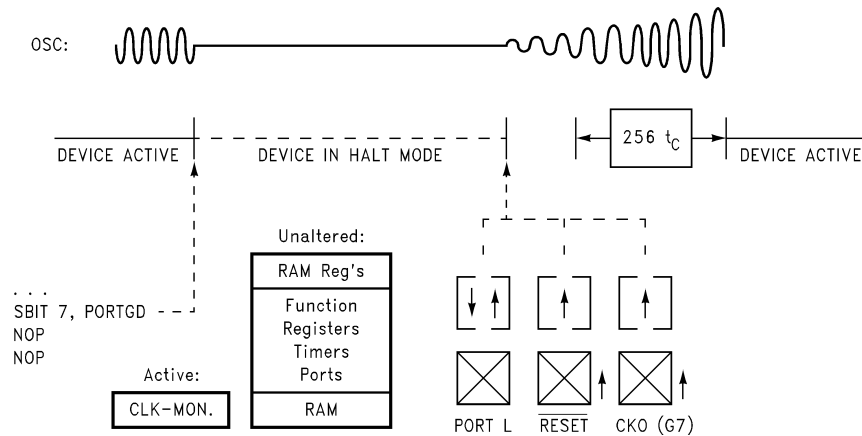 OSC:
256 tC
DEVICE ACTIVE
DEVICE IN HALT MODE
DEVICE ACTIVE
Unaltered:
RAM Reg's
Function
Registers
Timers
Ports
RAM
. . .
SBIT 7, PORTGD
NOP
NOP
Active:
CLK-MON.
PORT L
RESET
CKO (G7)